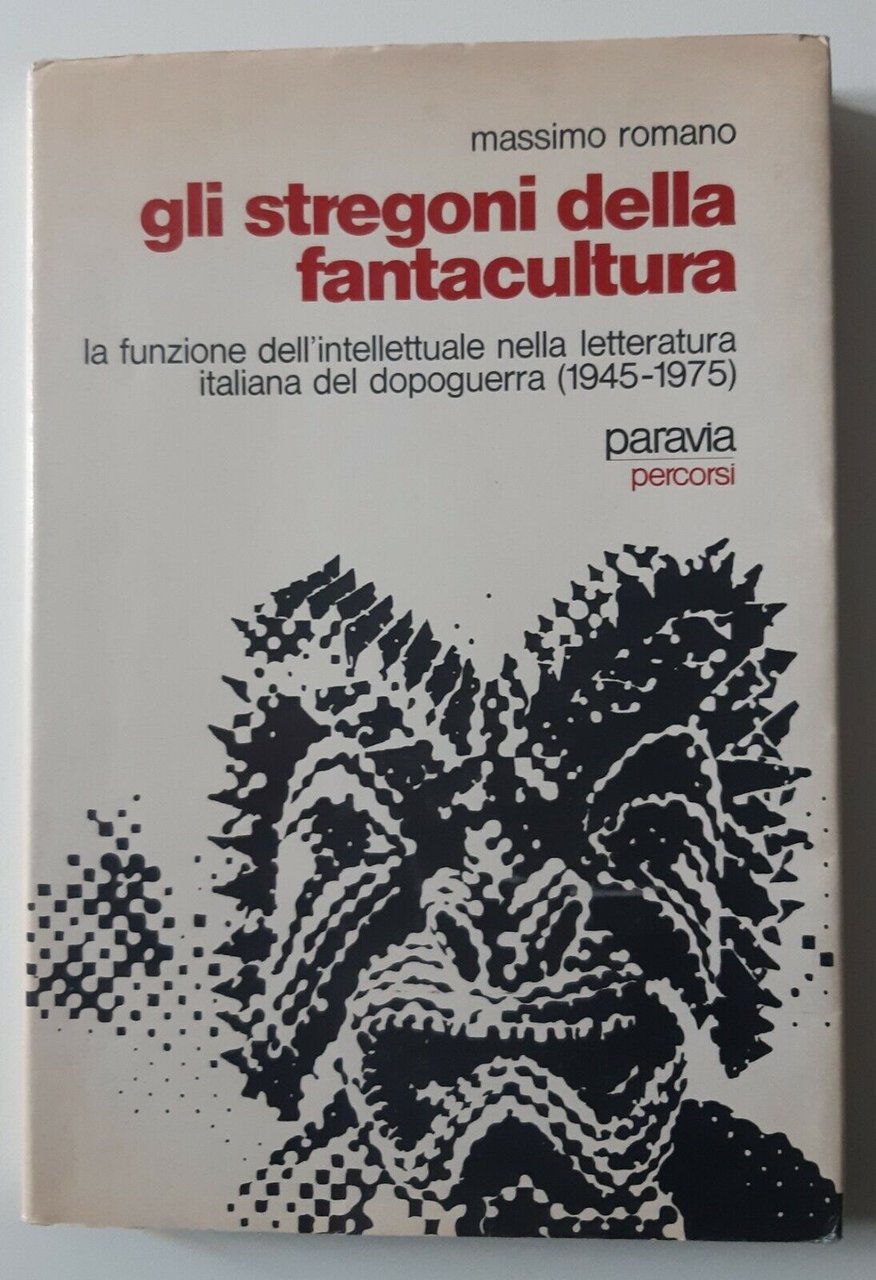 massimo romano
gli stregoni della
fantacultura
la funzione dell'intellettuale nella letteratura
italiana del dopoguerra (1945-1975)
paravia
percorsi